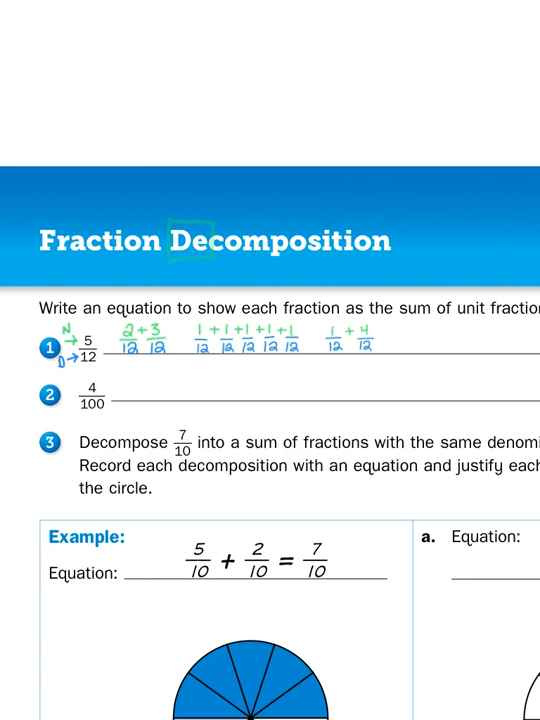 Fraction Decomposition
Write an equation to show each fraction as the sum of unit
N
1 5/12 2/12 + 3/12 1/12 + 1/12 + 1/12 + 1/12 + 1/12 1/12 + 4/12
D
2 4/100
3 Decompose 7/10 into a sum of fractions with the same
Record each decomposition with an equation and justify each
the circle.
Example:
Equation: 5/10 + 2/10 = 7/10
a. Equation: